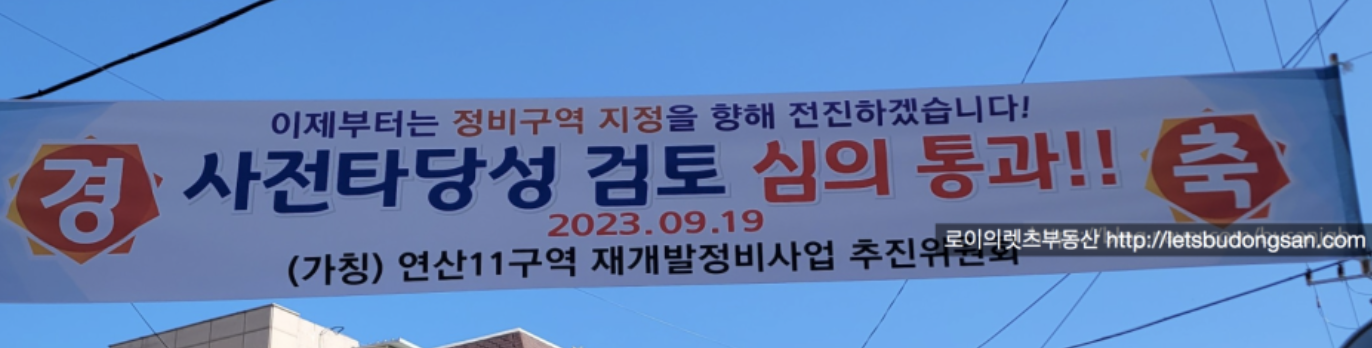 이제부터는 정비구역 지정을 향해 전진하겠습니다!
경 사전타당성 검토 심의 통과!! 축
2023.09.19
(가칭) 연산11구역 재개발정비사업 추진위원회
로이의렛츠부동산 http://letsbudongsan.com